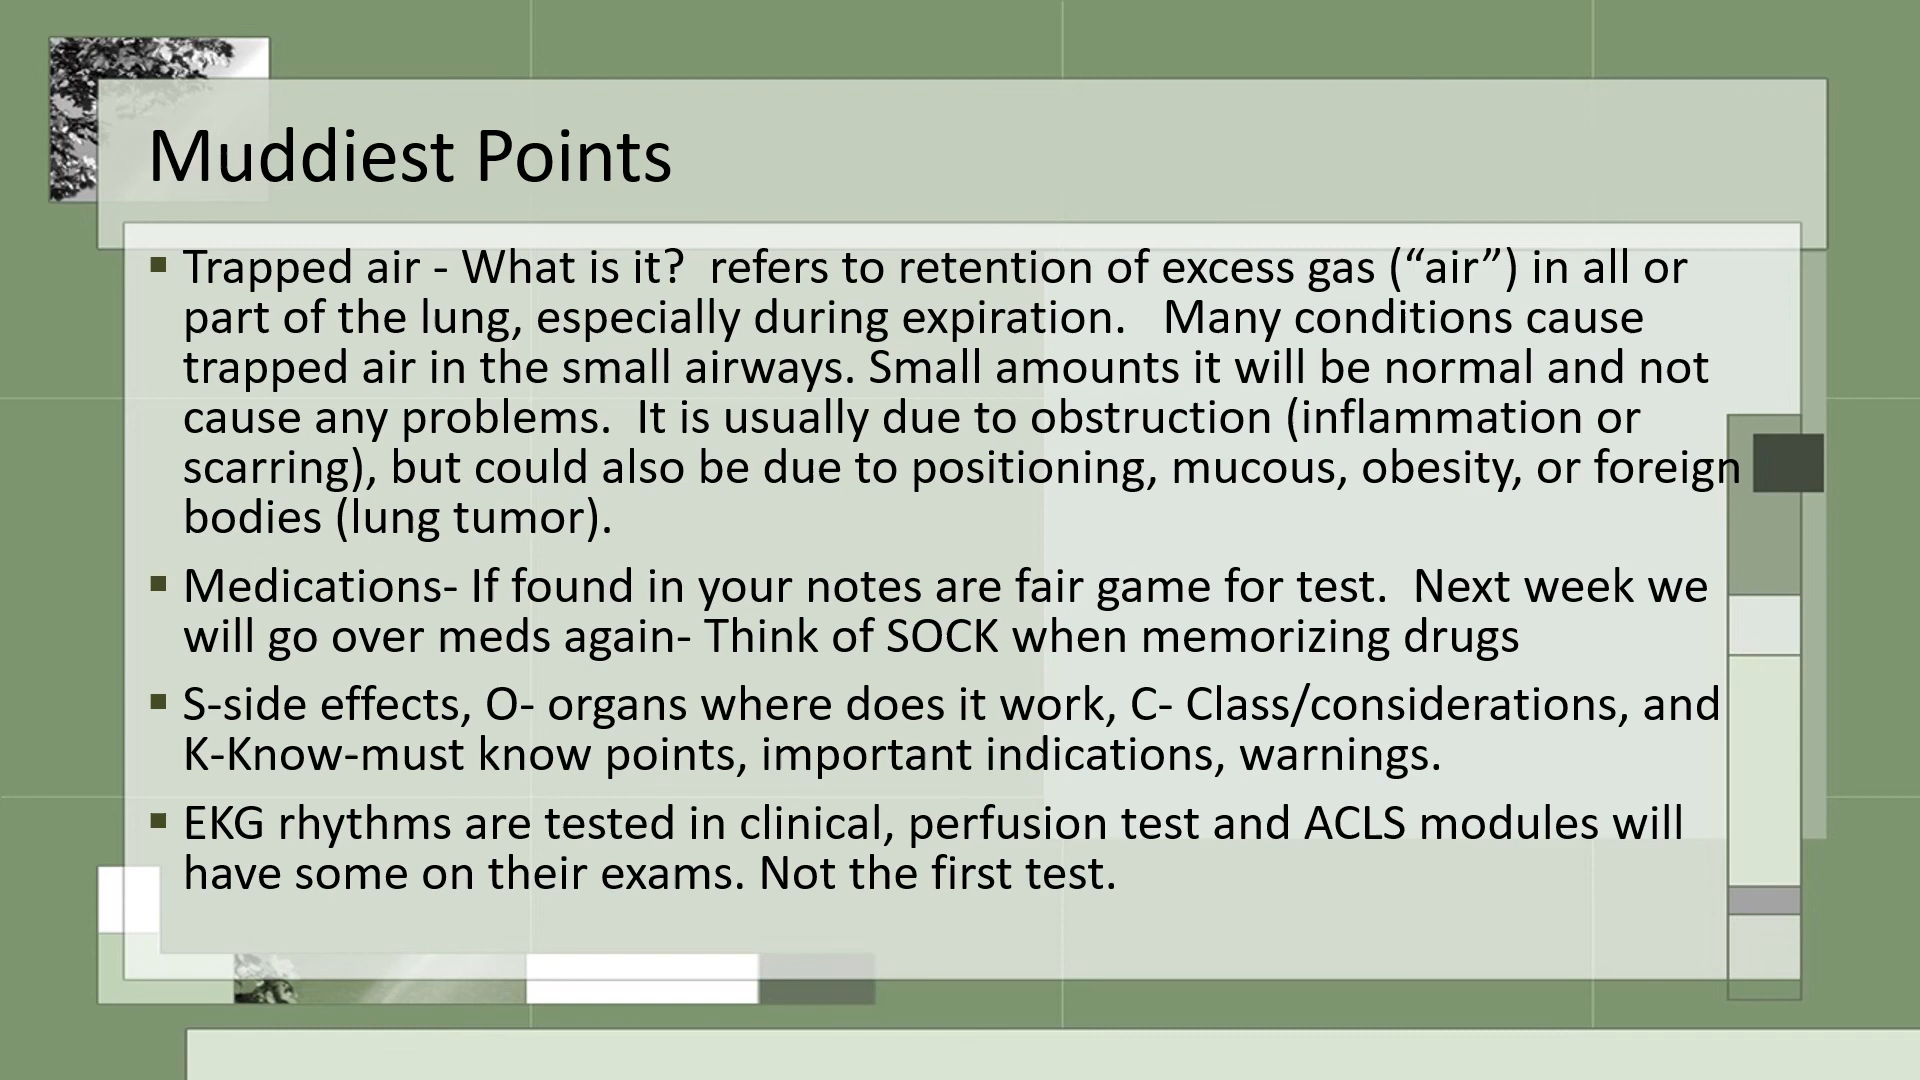 Muddiest Points
▪ Trapped air - What is it?  refers to retention of excess gas (“air”) in all or
part of the lung, especially during expiration.   Many conditions cause
trapped air in the small airways. Small amounts it will be normal and not
cause any problems.  It is usually due to obstruction (inflammation or
scarring), but could also be due to positioning, mucous, obesity, or foreign
bodies (lung tumor).
▪ Medications- If found in your notes are fair game for test.  Next week we
will go over meds again- Think of SOCK when memorizing drugs
▪ S-side effects, O- organs where does it work, C- Class/considerations, and
K-Know-must know points, important indications, warnings.
▪ EKG rhythms are tested in clinical, perfusion test and ACLS modules will
have some on their exams. Not the first test.